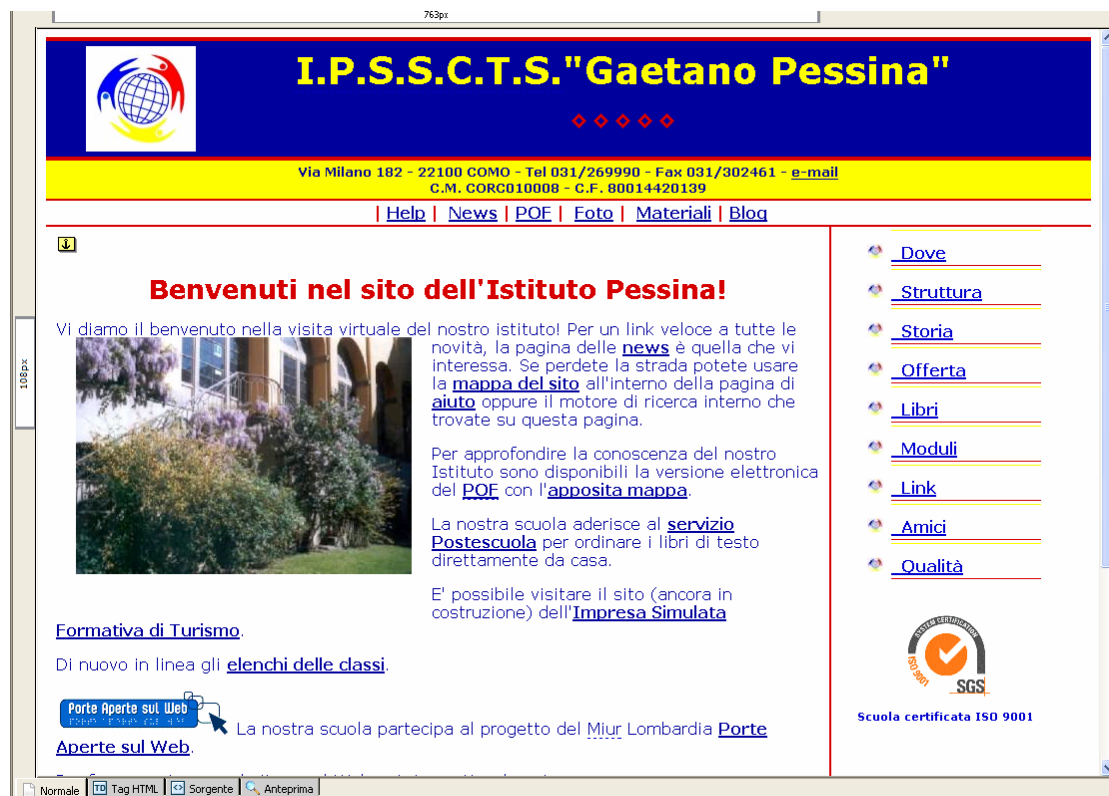 763px
I.P.S.S.C.T.S."Gaetano Pessina"
Via Milano 182 - 22100 COMO - Tel 031/269990 - Fax 031/302461 - e-mail
C.M. CORC010008 - C.F. 80014420139
| Help | News | POF | Foto | Materiali | Blog
Benvenuti nel sito dell'Istituto Pessina!
Vi diamo il benvenuto nella visita virtuale del nostro istituto! Per un link veloce a tutte le
novità, la pagina delle news è quella che vi
interessa. Se perdete la strada potete usare
la mappa del sito all'interno della pagina di
aiuto oppure il motore di ricerca interno che
trovate su questa pagina.
Per approfondire la conoscenza del nostro
Istituto sono disponibili la versione elettronica
del POF con l'apposita mappa.
La nostra scuola aderisce al servizio
Postescuola per ordinare i libri di testo
direttamente da casa.
E' possibile visitare il sito (ancora in
costruzione) dell'Impresa Simulata
Formativa di Turismo.
Di nuovo in linea gli elenchi delle classi.
Porte Aperte sul Web
La nostra scuola partecipa al progetto del Miur Lombardia Porte
Aperte sul Web.
Dove
Struttura
Storia
Offerta
Libri
Moduli
Link
Amici
Qualità
SYSTEM CERTIFICATION
ISO 9001
SGS
Scuola certificata ISO 9001
108px
Normale
Tag HTML
Sorgente
Anteprima